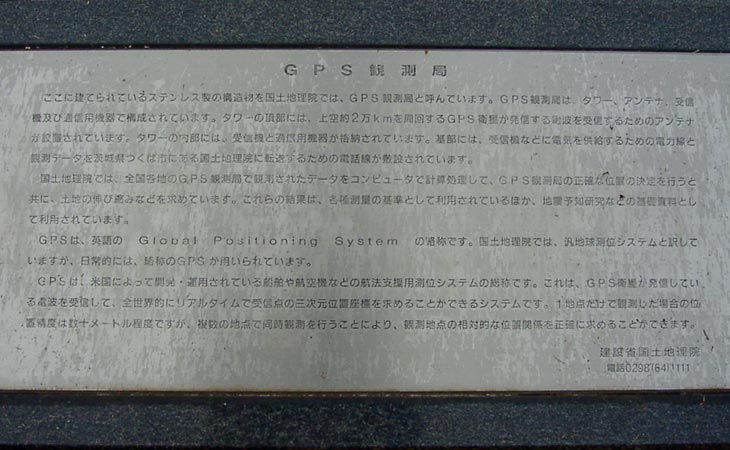 GPS観測局
ここに建てられているステンレス製の構造物を国土地理院では、GPS観測局と呼んでいます。GPS観測局は、タワー、アンテナ、受信
機及び通信用機器で構成されています。タワーの頂部には、上空約2万kmを周回するGPS衛星が発信する電波を受信するためのアンテナ
が設置されています。タワーの内部には、受信機と通信用機器が格納されています。基部には、受信機などに電気を供給するための電力線と
観測データを茨城県つくば市にある国土地理院に転送するための電話線が敷設されています。
国土地理院では、全国各地のGPS観測局で観測されたデータをコンピュータで計算処理して、GPS観測局の正確な位置の決定を行うと
共に、土地の伸び歪みなどを求めています。これらの結果は、各種測量の基準として利用されているほか、地震予知研究などの基礎資料とし
て利用されます。
GPSは、英語の Global Positioning System の略称です。国土地理院では、汎地球測位システムと訳して
いますが、日常的には、略称のGPSが用いられています。
GPSは、米国によって開発・運用されている船舶や航空機などの航法支援用測位システムの総称です。これは、GPS衛星が発信してい
る電波を受信して、全世界的にリアルタイムで受信点の三次元位置座標を求めることができるシステムです。1地点だけで観測した場合の位
置精度は数十メートル程度ですが、複数の地点で同時観測を行うことにより、観測地点の相対的な位置関係を正確に求めることができます。
建設省国土地理院
電話0298(64)1111